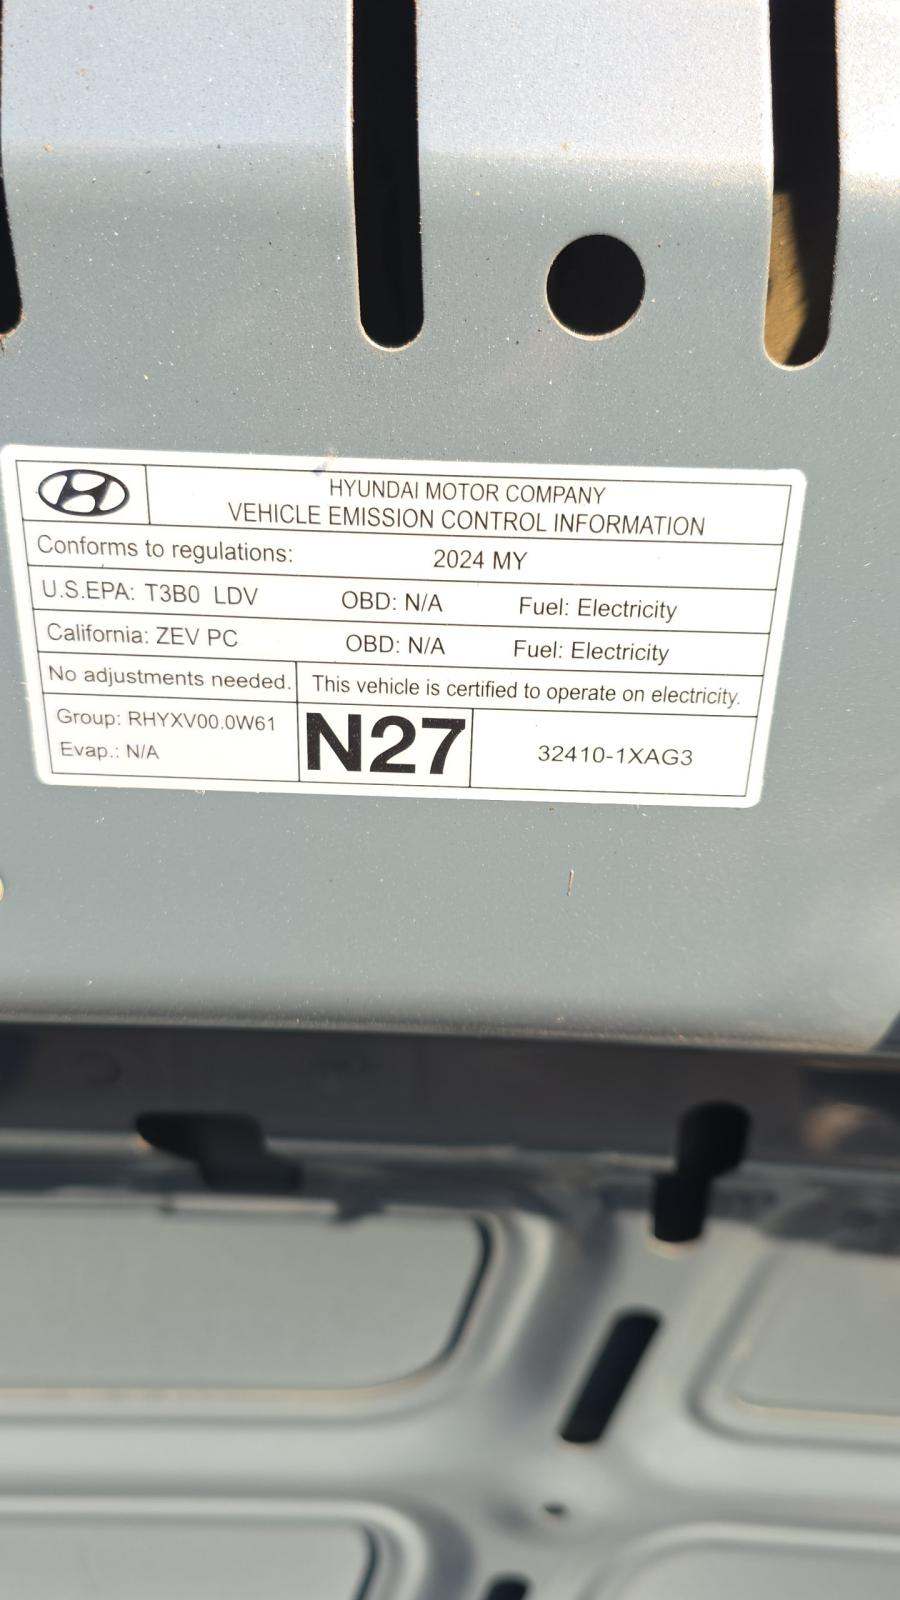 HYUNDAI MOTOR COMPANY
VEHICLE EMISSION CONTROL INFORMATION
Conforms to regulations: 2024 MY
U.S.EPA: T3B0 LDV OBD: N/A Fuel: Electricity
California: ZEV PC OBD: N/A Fuel: Electricity
No adjustments needed. This vehicle is certified to operate on electricity.
Group: RHYXV00.0W61
Evap.: N/A
N27
32410-1XAG3